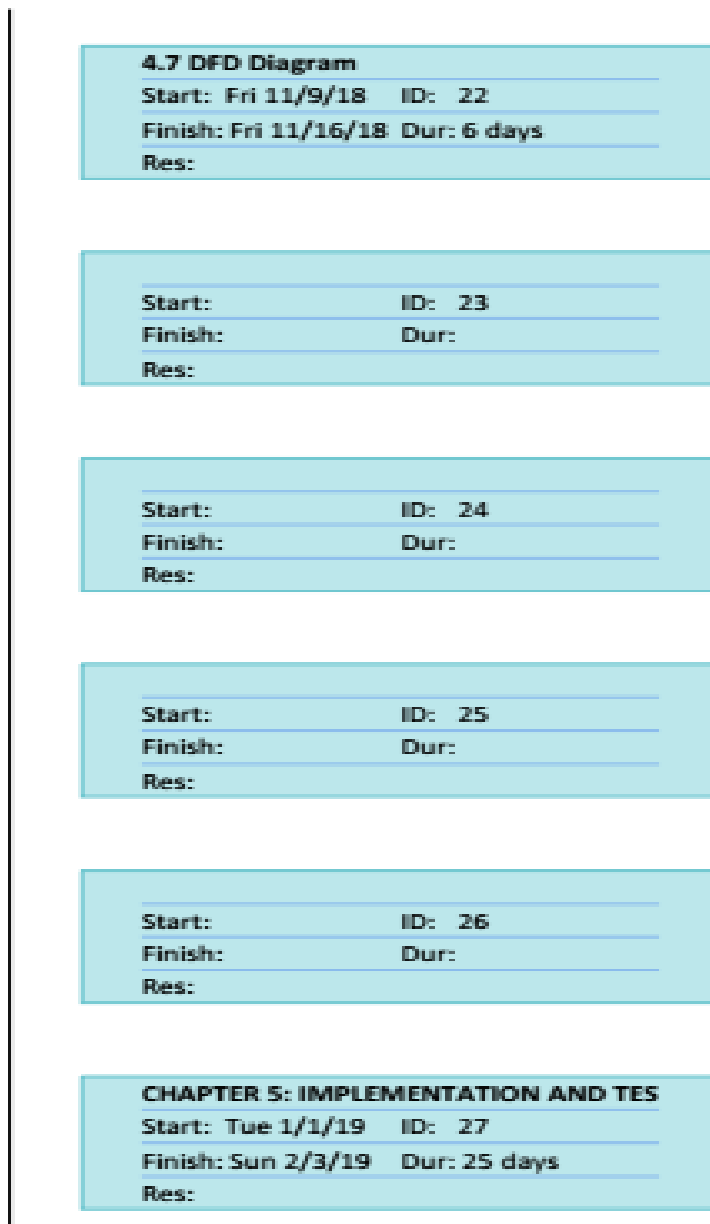 4.7 DFD Diagram
Start: Fri 11/9/18 ID: 22
Finish: Fri 11/16/18 Dur: 6 days
Res:
Start: ID: 23
Finish: Dur:
Res:
Start: ID: 24
Finish: Dur:
Res:
Start: ID: 25
Finish: Dur:
Res:
Start: ID: 26
Finish: Dur:
Res:
CHAPTER 5: IMPLEMENTATION AND TES
Start: Tue 1/1/19 ID: 27
Finish: Sun 2/3/19 Dur: 25 days
Res: